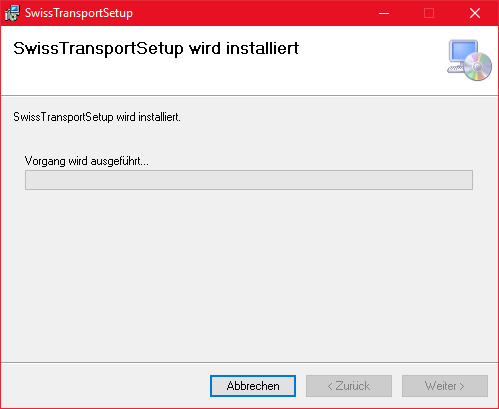 SwissTransportSetup
SwissTransportSetup wird installiert
SwissTransportSetup wird installiert.
Vorgang wird ausgeführt...
Abbrechen
< Zurück
Weiter >